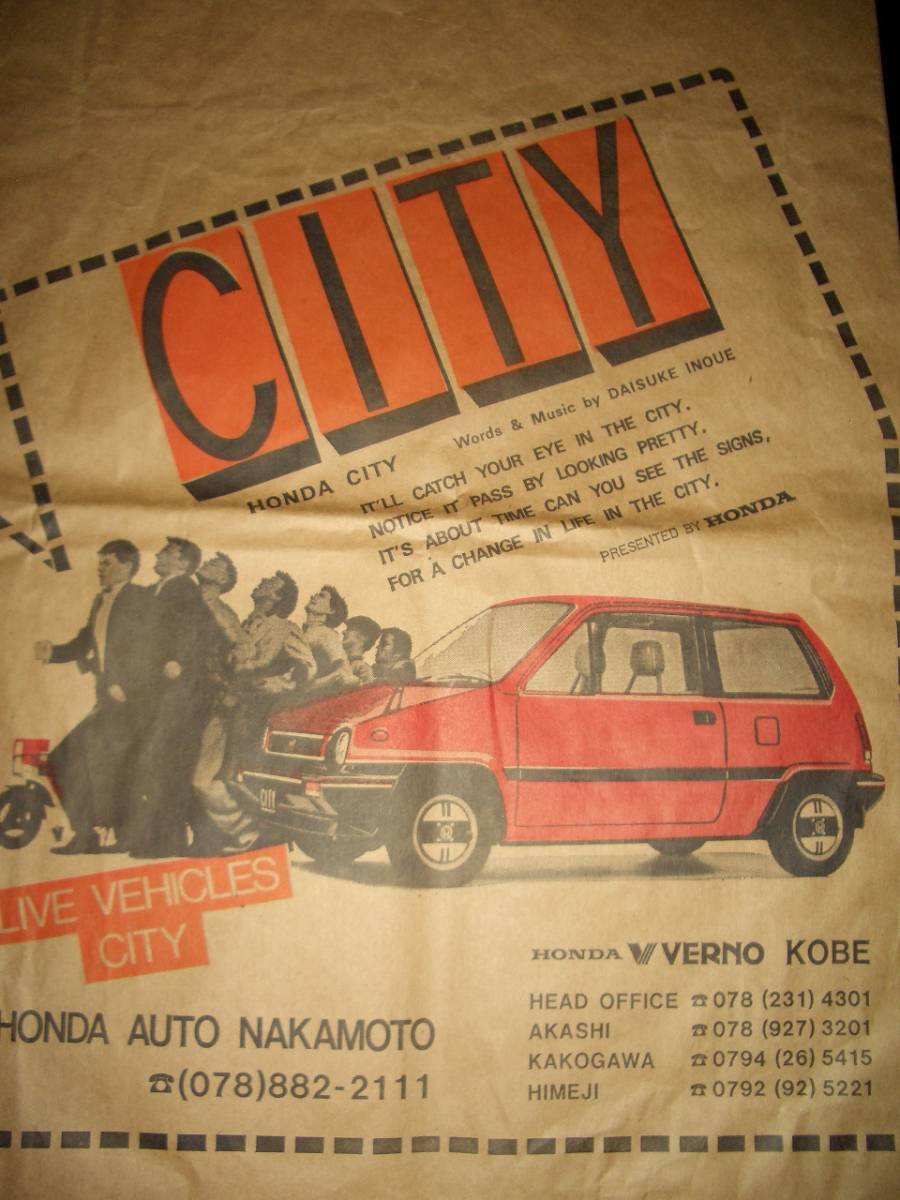 CITY
HONDA CITY
Words & Music by DAISUKE INOUE
IT'LL CATCH YOUR EYE IN THE CITY.
NOTICE IT PASS BY LOOKING PRETTY.
IT'S ABOUT TIME CAN YOU SEE THE SIGNS,
FOR A CHANGE IN LIFE IN THE CITY.
PRESENTED BY HONDA
LIVE VEHICLES
CITY
HONDA AUTO NAKAMOTO
☎(078)882-2111
HONDA VERNO KOBE
HEAD OFFICE ☎078 (231) 4301
AKASHI ☎078 (927) 3201
KAKOGAWA ☎0794 (26) 5415
HIMEJI ☎0792 (92) 5221